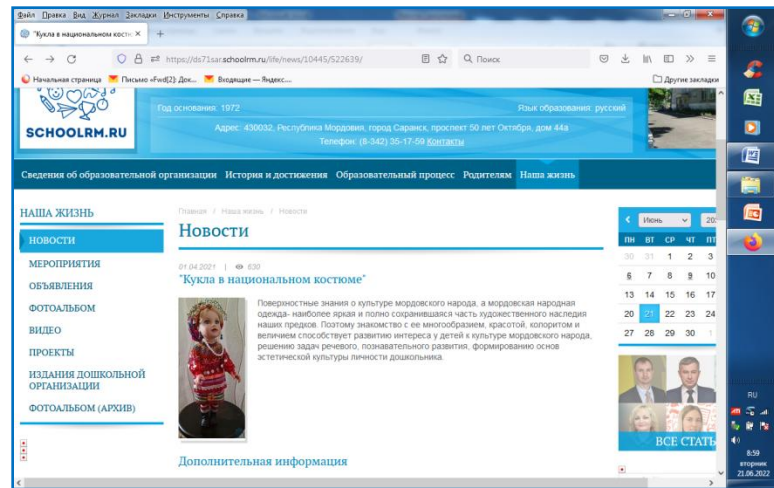 Файл Правка Вид Журнал Закладки Инструменты Справка
"Кукла в национальном кости
https://ds71sar.schoolrm.ru/life/news/10445/522639/
Поиск
Начальная страница Письмо «Fwd[2]: Док... Входящие — Яндекс....
Другие закладки
SCHOOLRM.RU
Год основания: 1972
Язык образования: русский
Адрес: 430032, Республика Мордовия, город Саранск, проспект 50 лет Октября, дом 44а
Телефон: (8-342) 35-17-59 Контакты
Сведения об образовательной организации История и достижения Образовательный процесс Родителям Наша жизнь
НАША ЖИЗНЬ
НОВОСТИ
МЕРОПРИЯТИЯ
ОБЪЯВЛЕНИЯ
ФОТОАЛЬБОМ
ВИДЕО
ПРОЕКТЫ
ИЗДАНИЯ ДОШКОЛЬНОЙ
ОРГАНИЗАЦИИ
ФОТОАЛЬБОМ (АРХИВ)
Главная / Наша жизнь / Новости
Новости
01.04.2021 | 630
"Кукла в национальном костюме"
Поверхностные знания о культуре мордовского народа, а мордовская народная
одежда- наиболее яркая и полно сохранившаяся часть художественного наследия
наших предков. Поэтому знакомство с ее многообразием, красотой, колоритом и
величием способствует развитию интереса у детей к культуре мордовского народа,
решению задач речевого, познавательного развития, формированию основ
эстетической культуры личности дошкольника.
Дополнительная информация
Июнь
ПН ВТ СР ЧТ ПТ
30 31 1 2 3
6 7 8 9 10
13 14 15 16 17
20 21 22 23 24
27 28 29 30 1
ВСЕ СТАТЬ
RU
8:59
вторник
21.06.2022